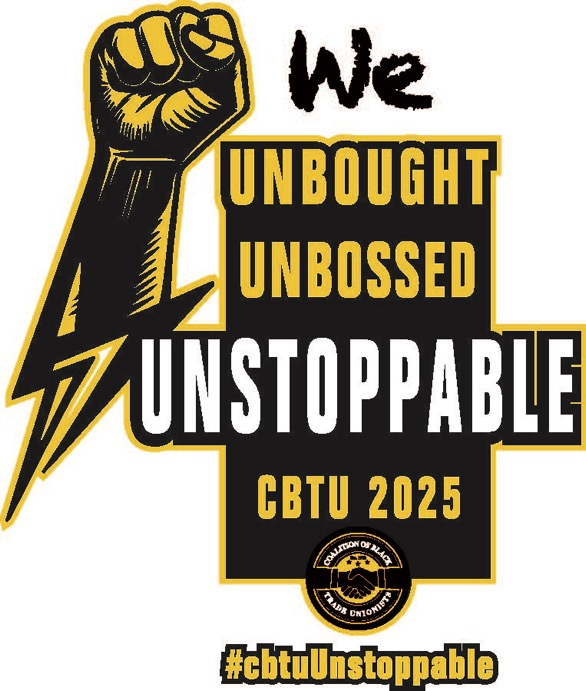 We
UNBOUGHT
UNBOSSED
UNSTOPPABLE
CBTU 2025
COALITION OF BLACK
TRADE UNIONISTS
#cbtuUnstoppable